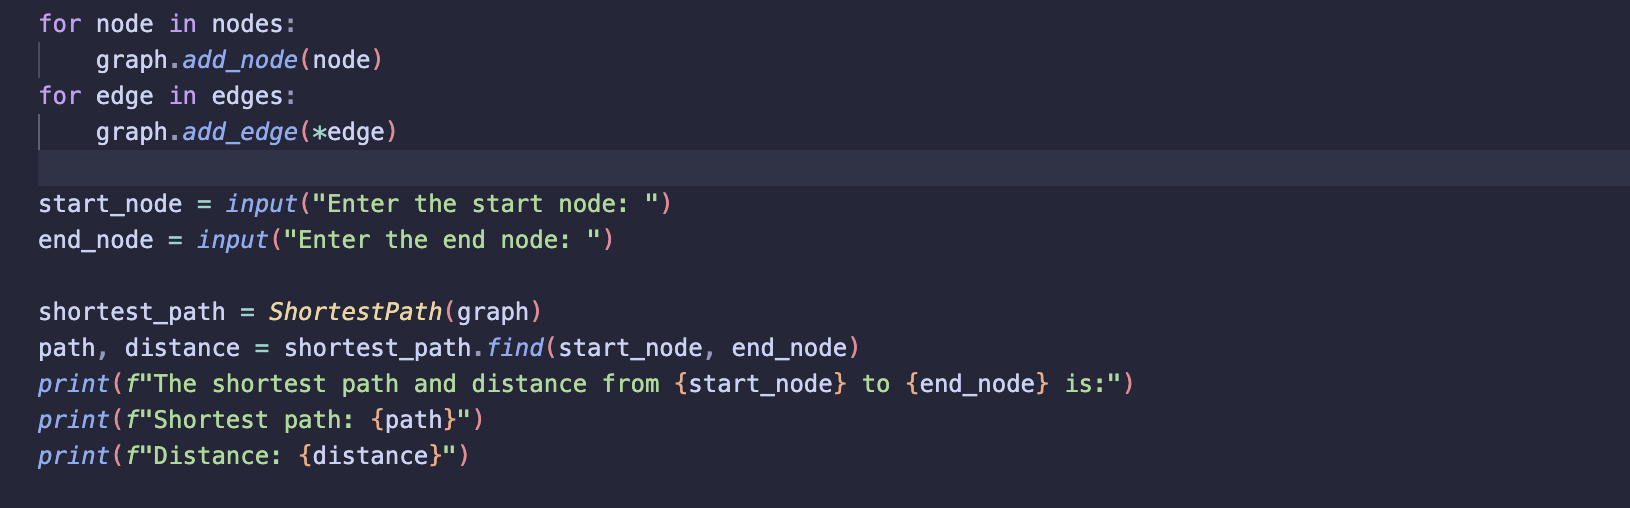 for node in nodes:
    graph.add_node(node)
for edge in edges:
    graph.add_edge(*edge)

start_node = input("Enter the start node: ")
end_node = input("Enter the end node: ")

shortest_path = ShortestPath(graph)
path, distance = shortest_path.find(start_node, end_node)
print(f"The shortest path and distance from {start_node} to {end_node} is:")
print(f"Shortest path: {path}")
print(f"Distance: {distance}")